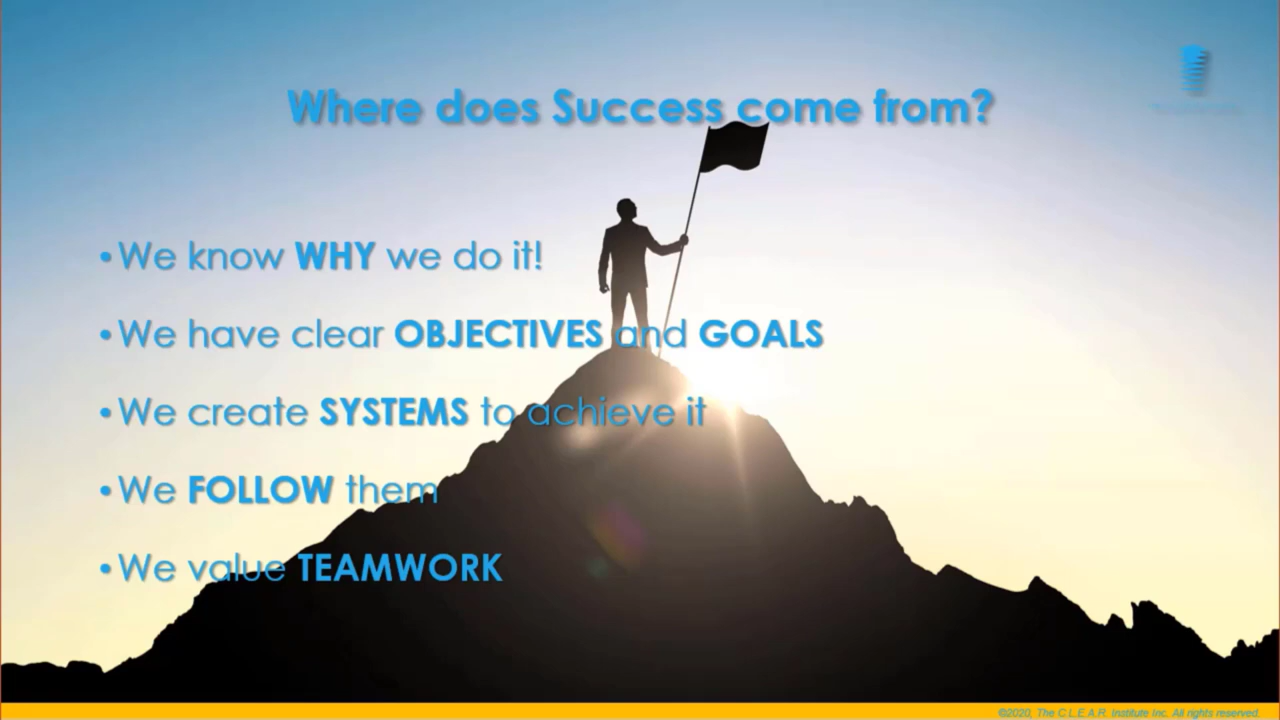 Where does Success come from?
• We know WHY we do it!
• We have clear OBJECTIVES and GOALS
• We create SYSTEMS to achieve it
• We FOLLOW them
• We value TEAMWORK
©2020, The C.L.E.A.R. Institute Inc. All rights reserved.